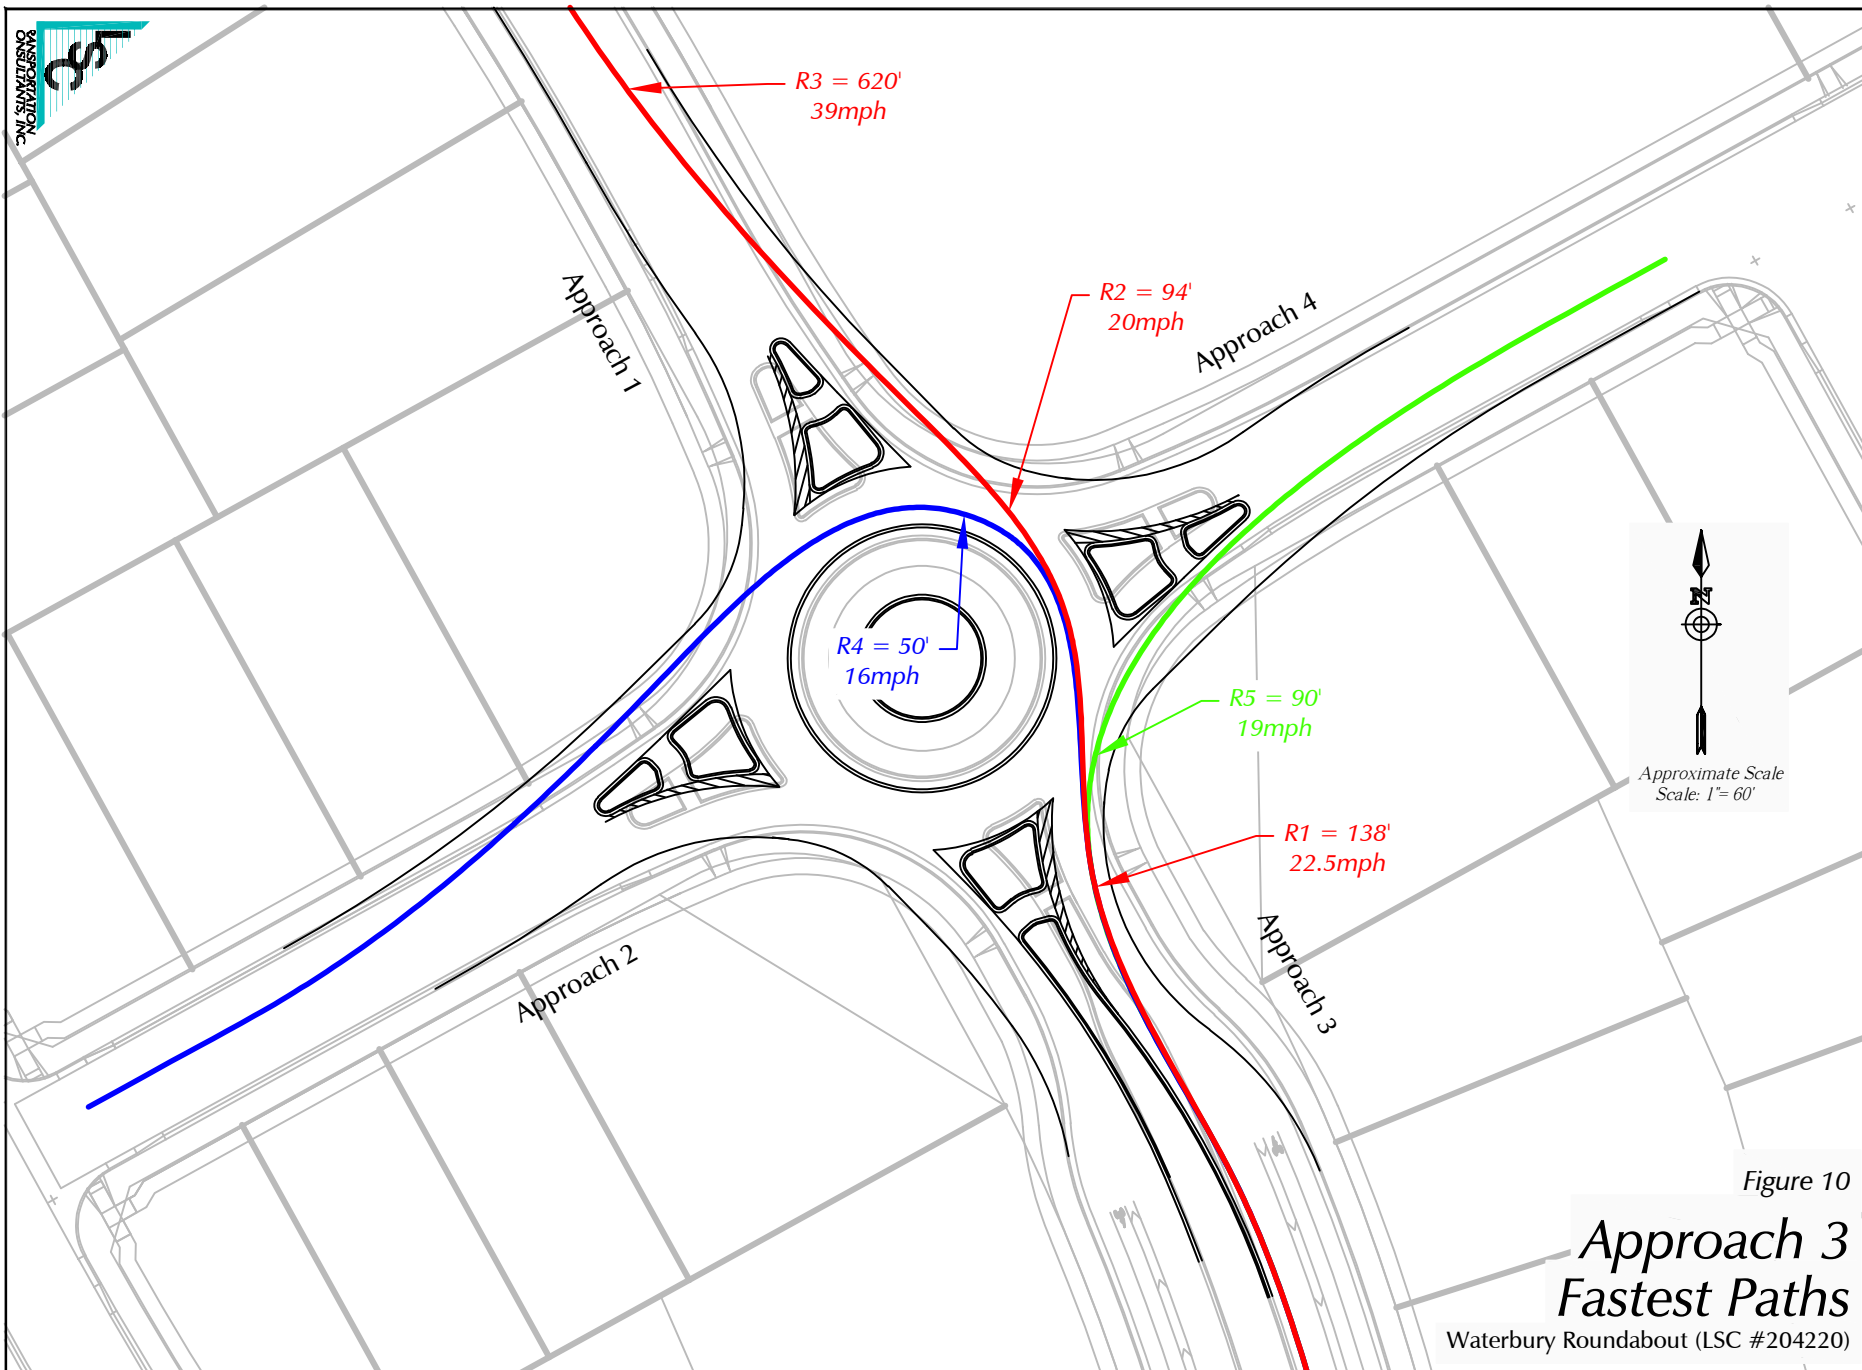 LSC
TRANSPORTATION
CONSULTANTS, INC.
R3 = 620'
39mph
R2 = 94'
20mph
Approach 1
Approach 4
R4 = 50'
16mph
R5 = 90'
19mph
R1 = 138'
22.5mph
Approach 2
Approach 3
N
Approximate Scale
Scale: 1"= 60'
Figure 10
Approach 3
Fastest Paths
Waterbury Roundabout (LSC #204220)